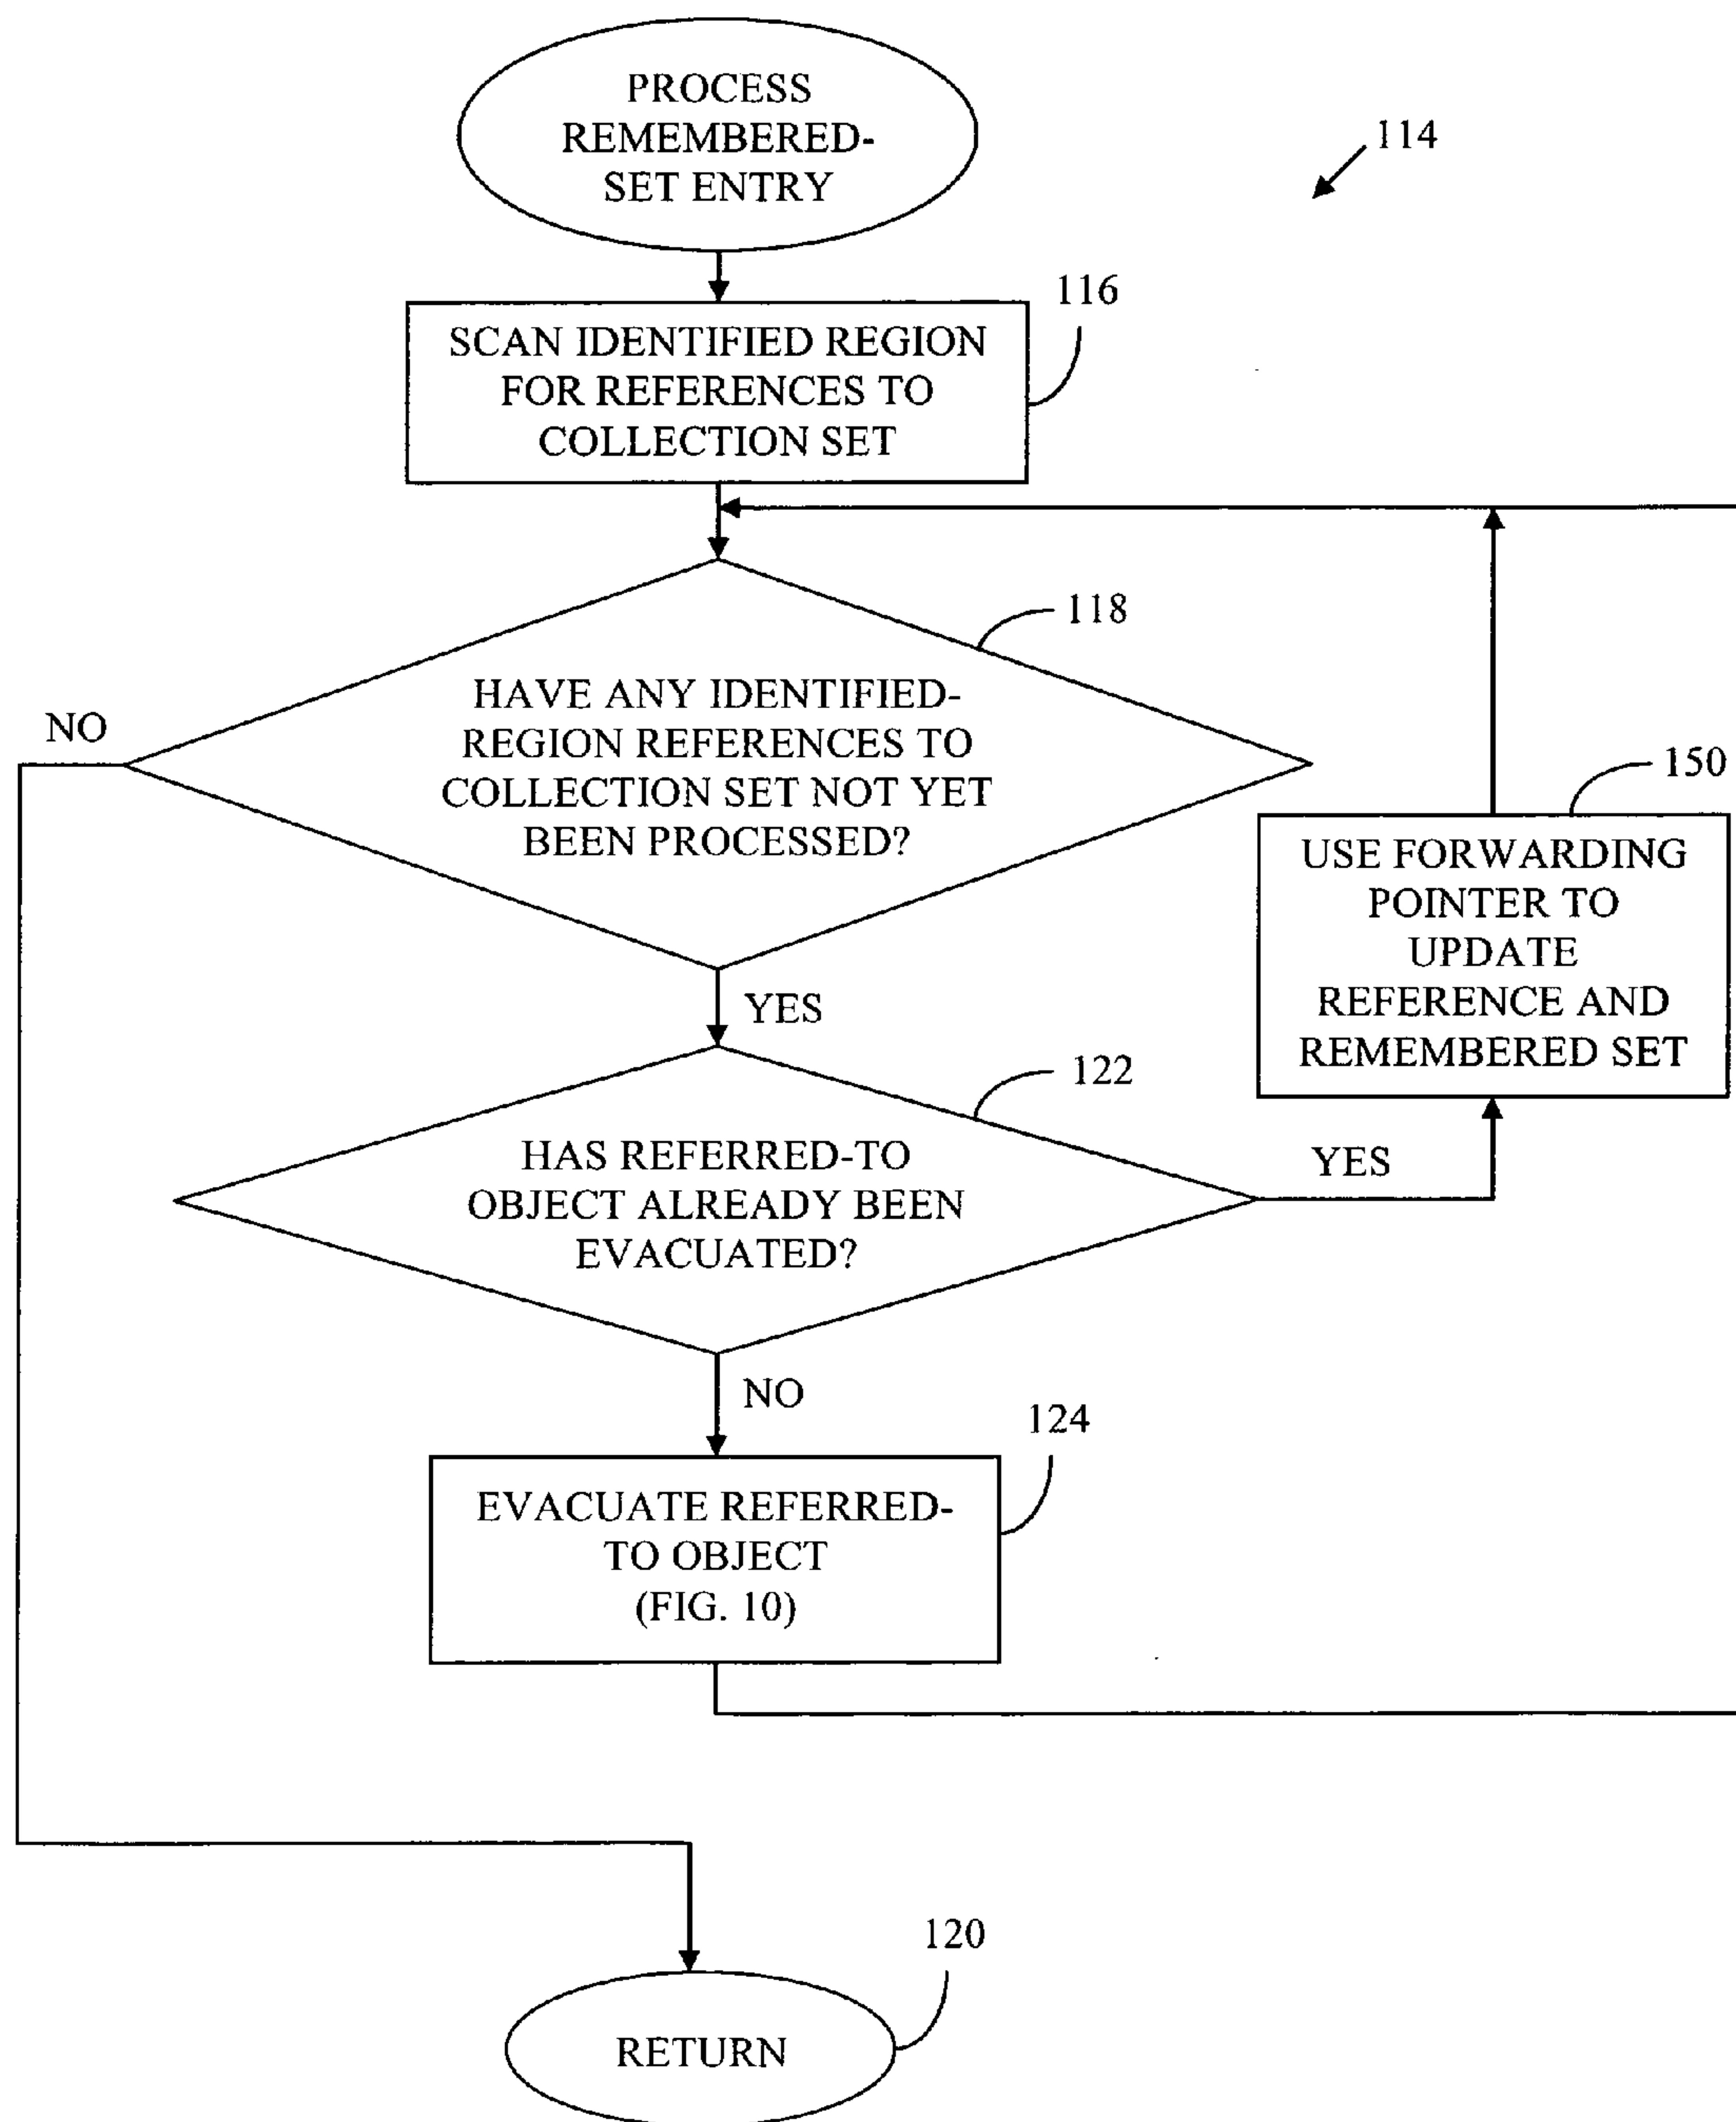 PROCESS
REMEMBERED-
SET ENTRY
114
116
SCAN IDENTIFIED REGION
FOR REFERENCES TO
COLLECTION SET
118
HAVE ANY IDENTIFIED-
REGION REFERENCES TO
COLLECTION SET NOT YET
BEEN PROCESSED?
NO
150
USE FORWARDING
POINTER TO
UPDATE
REFERENCE AND
REMEMBERED SET
YES
122
HAS REFERRED-TO
OBJECT ALREADY BEEN
EVACUATED?
YES
NO
124
EVACUATE REFERRED-
TO OBJECT
(FIG. 10)
120
RETURN